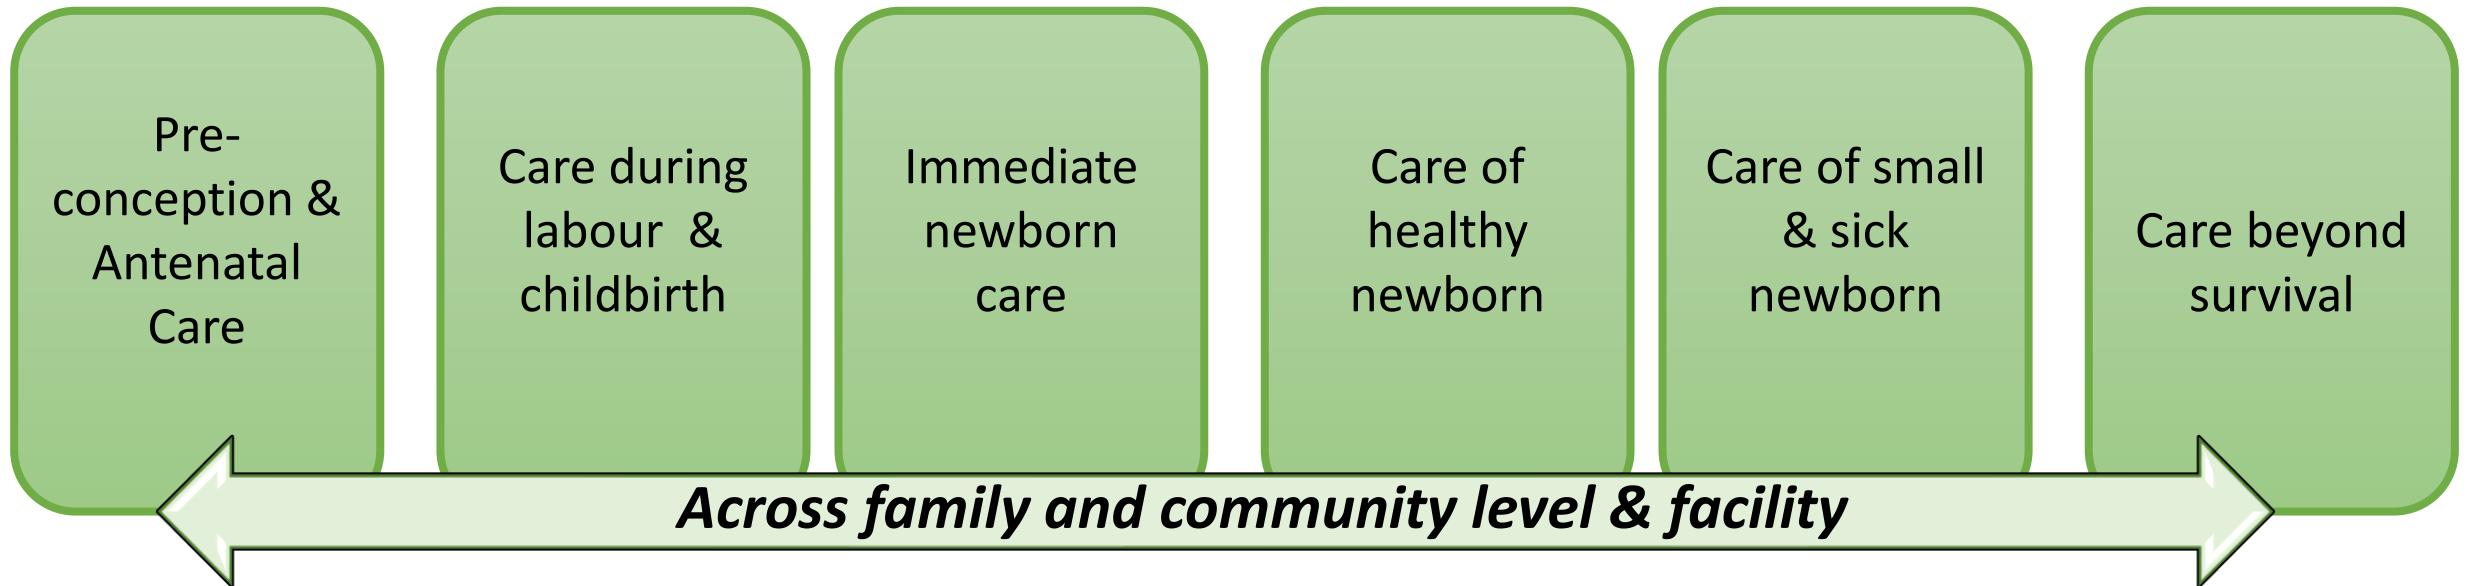 Pre-
conception &
Antenatal
Care
Care during
labour & 
childbirth
Immediate
newborn
care
Care of
healthy
newborn
Care of small
& sick
newborn
Care beyond
survival
Across family and community level & facility